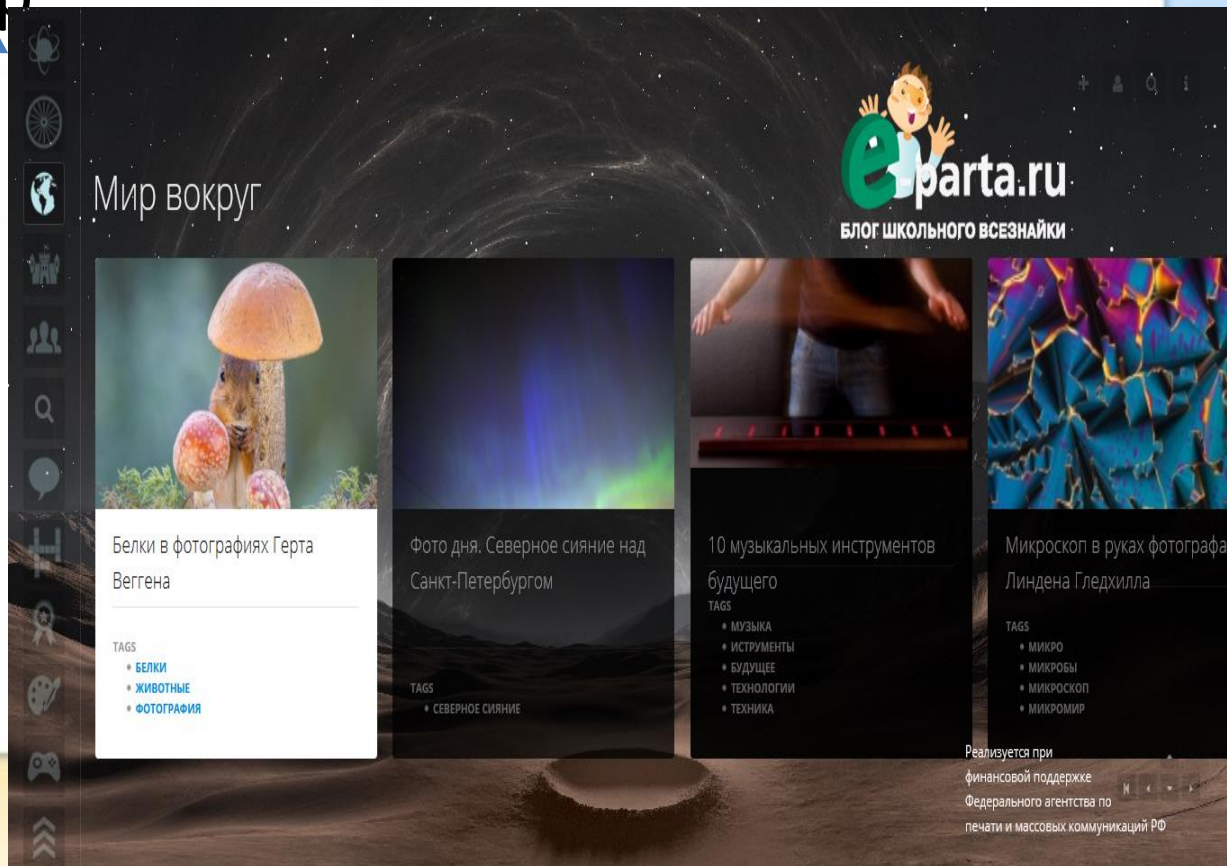 e-parta.ru
БЛОГ ШКОЛЬНОГО ВСЕЗНАЙКИ
Мир вокруг
Белки в фотографиях Герта
Веггена
TAGS
• БЕЛКИ
• ЖИВОТНЫЕ
• ФОТОГРАФИЯ
Фото дня. Северное сияние над
Санкт-Петербургом
TAGS
• СЕВЕРНОЕ СИЯНИЕ
10 музыкальных инструментов
будущего
TAGS
• МУЗЫКА
• ИСТРУМЕНТЫ
• БУДУЩЕЕ
• ТЕХНОЛОГИИ
• ТЕХНИКА
Микроскоп в руках фотографа
Линдена Гледхилла
TAGS
• МИКРО
• МИКРОБЫ
• МИКРОСКОП
• МИКРОМИР
Реализуется при
финансовой поддержке
Федерального агентства по
печати и массовых коммуникаций РФ